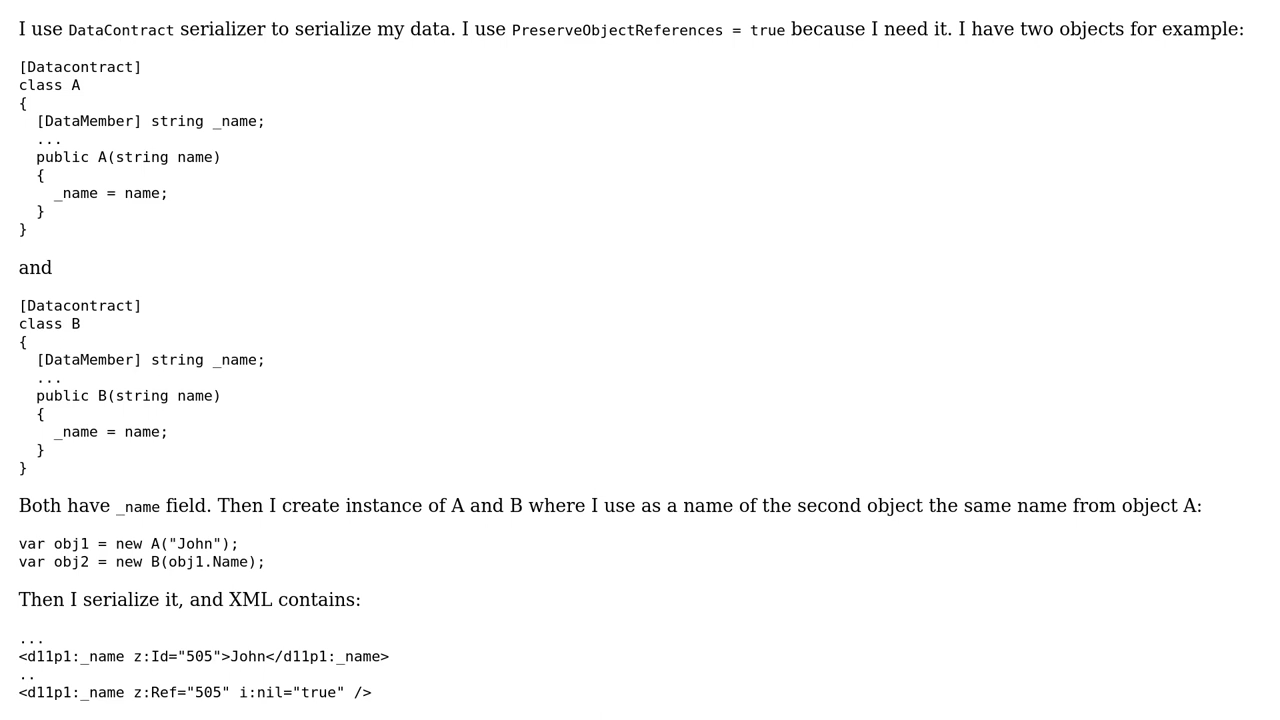 I use DataContract serializer to serialize my data. I use PreserveObjectReferences = true because I need it. I have two objects for example:
[Datacontract]
class A
{
  [DataMember] string _name;
  ...
  public A(string name)
  {
    _name = name;
  }
}
and
[Datacontract]
class B
{
  [DataMember] string _name;
  ...
  public B(string name)
  {
    _name = name;
  }
}
Both have _name field. Then I create instance of A and B where I use as a name of the second object the same name from object A:
var obj1 = new A("John");
var obj2 = new B(obj1.Name);
Then I serialize it, and XML contains:
...
<d11p1:_name z:Id="505">John</d11p1:_name>
..
<d11p1:_name z:Ref="505" i:nil="true" />